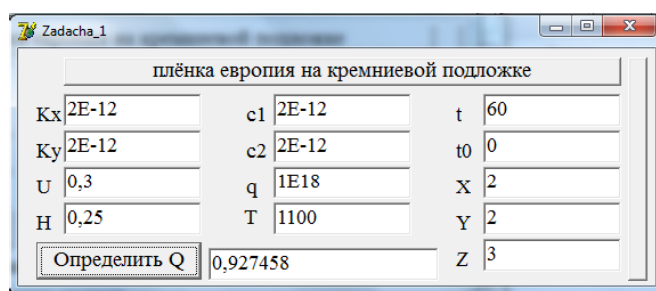 Zadacha_1
плёнка европия на кремниевой подложке
Kx 2E-12 c1 2E-12 t 60
Ky 2E-12 c2 2E-12 t0 0
U 0,3 q 1E18 X 2
H 0,25 T 1100 Y 2
Определить Q 0,927458 Z 3